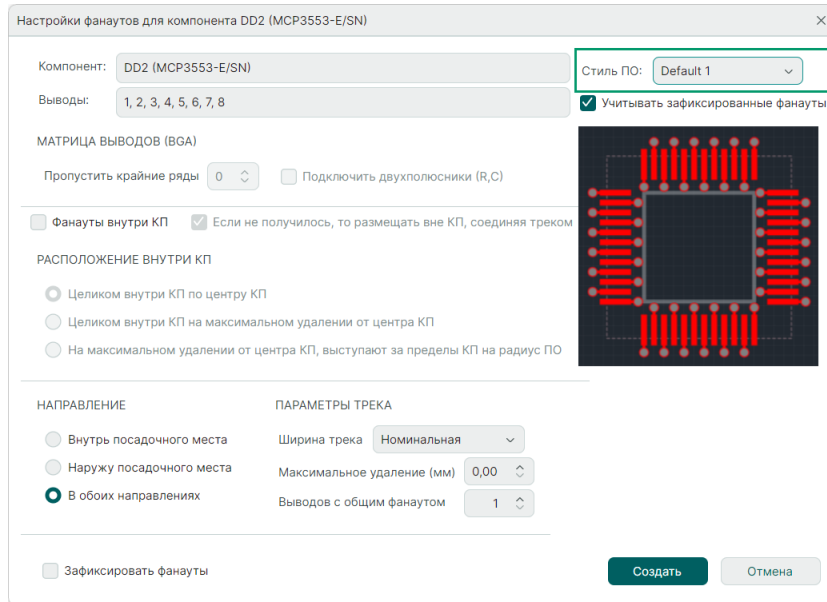 Настройки фанаутов для компонента DD2 (MCP3553-E/SN)
Компонент: DD2 (MCP3553-E/SN)
Стиль ПО: Default 1
Выводы: 1, 2, 3, 4, 5, 6, 7, 8
Учитывать зафиксированные фанауты
МАТРИЦА ВЫВОДОВ (BGA)
Пропустить крайние ряды 0 Подключить двухполюсники (R,C)
Фанауты внутри КП Если не получилось, то размещать вне КП, соединяя треком
РАСПОЛОЖЕНИЕ ВНУТРИ КП
Целиком внутри КП по центру КП
Целиком внутри КП на максимальном удалении от центра КП
На максимальном удалении от центра КП, выступают за пределы КП на радиус ПО
НАПРАВЛЕНИЕ ПАРАМЕТРЫ ТРЕКА
Внутрь посадочного места Ширина трека Номинальная
Наружу посадочного места Максимальное удаление (мм) 0,00
В обоих направлениях Выводов с общим фанаутом 1
Зафиксировать фанауты
Создать Отмена